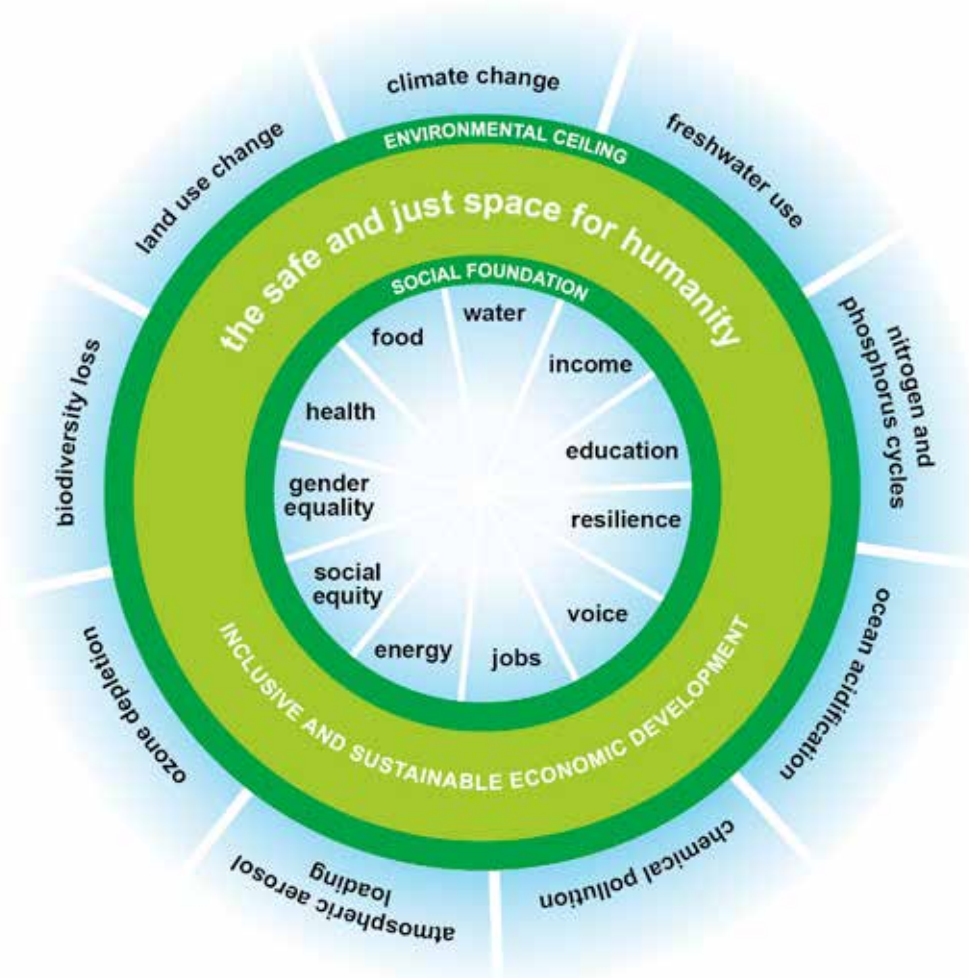 climate change
freshwater use
nitrogen and
phosphorus cycles
ocean acidification
chemical pollution
atmospheric aerosol
loading
ozone depletion
biodiversity loss
land use change
ENVIRONMENTAL CEILING
the safe and just space for humanity
SOCIAL FOUNDATION
water
income
education
resilience
voice
jobs
energy
social
equity
gender
equality
health
food
INCLUSIVE AND SUSTAINABLE ECONOMIC DEVELOPMENT